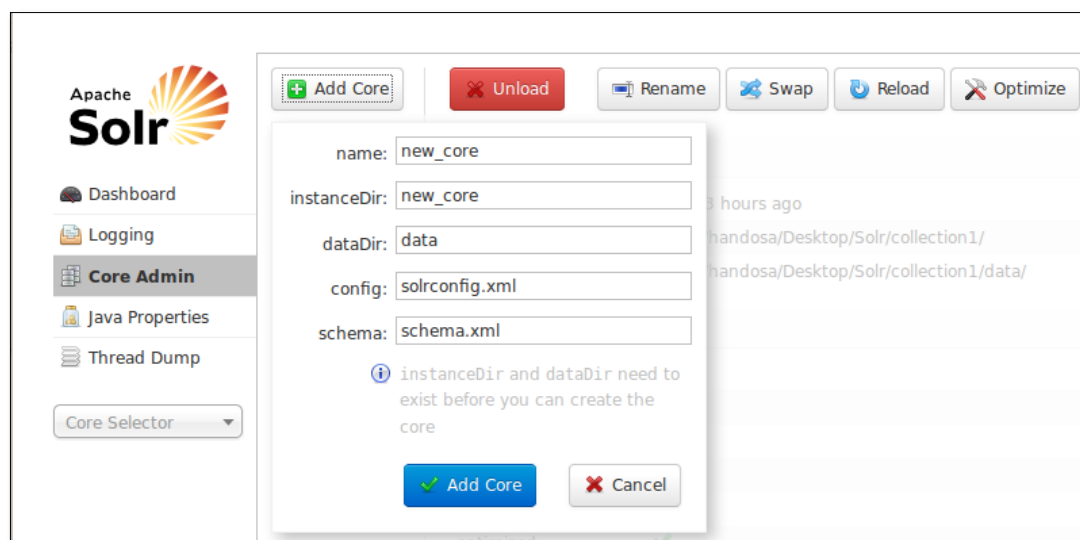 Add Core Unload Rename Swap Reload Optimize
Apache
Solr
Dashboard
Logging
Core Admin
Java Properties
Thread Dump
Core Selector
name: new_core
instanceDir: new_core
dataDir: data
config: solrconfig.xml
schema: schema.xml
instanceDir and dataDir need to
exist before you can create the
core
Add Core Cancel
hours ago
handosa/Desktop/Solr/collection1/
handosa/Desktop/Solr/collection1/data/